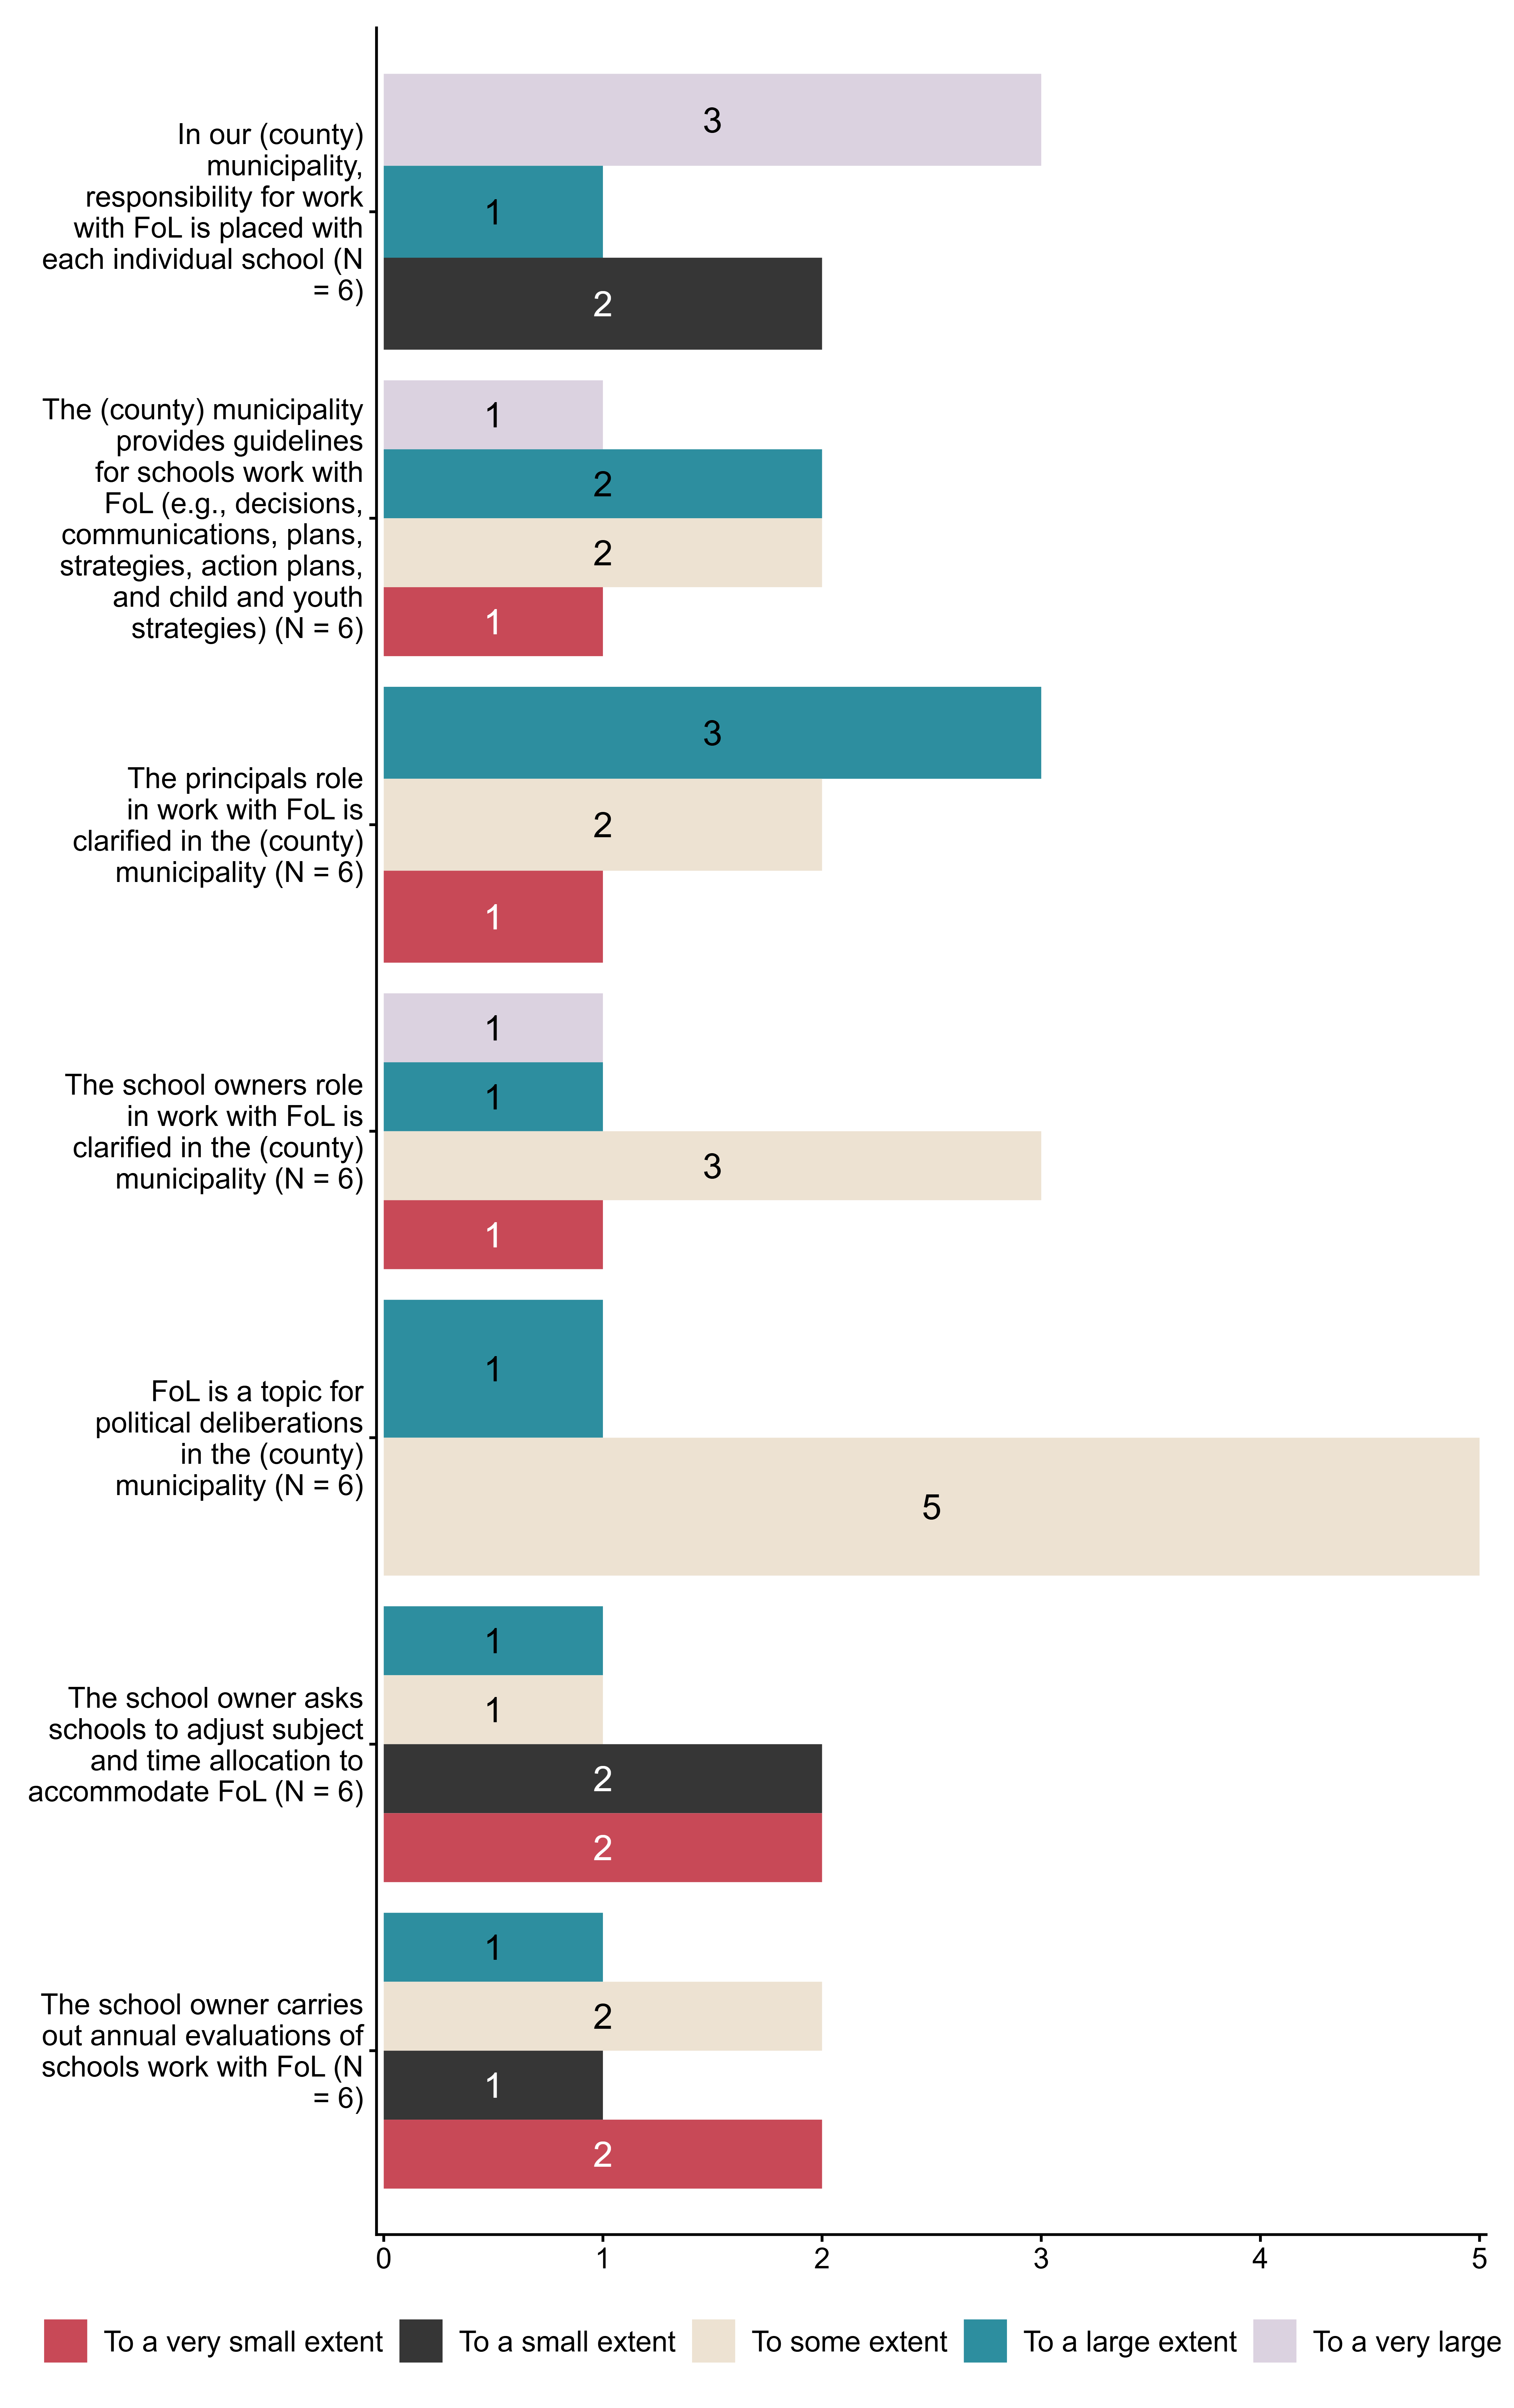 In our (county)
municipality,
responsibility for work
with FoL is placed with
each individual school (N
= 6)
3
1
2
The (county) municipality
provides guidelines
for schools work with
FoL (e.g., decisions,
communications, plans,
strategies, action plans,
and child and youth
strategies) (N = 6)
1
2
2
1
The principals role
in work with FoL is
clarified in the (county)
municipality (N = 6)
3
2
1
The school owners role
in work with FoL is
clarified in the (county)
municipality (N = 6)
1
1
3
1
FoL is a topic for
political deliberations
in the (county)
municipality (N = 6)
1
5
The school owner asks
schools to adjust subject
and time allocation to
accommodate FoL (N = 6)
1
1
2
2
The school owner carries
out annual evaluations of
schools work with FoL (N
= 6)
1
2
1
2
0 1 2 3 4 5
To a very small extent To a small extent To some extent To a large extent To a very large